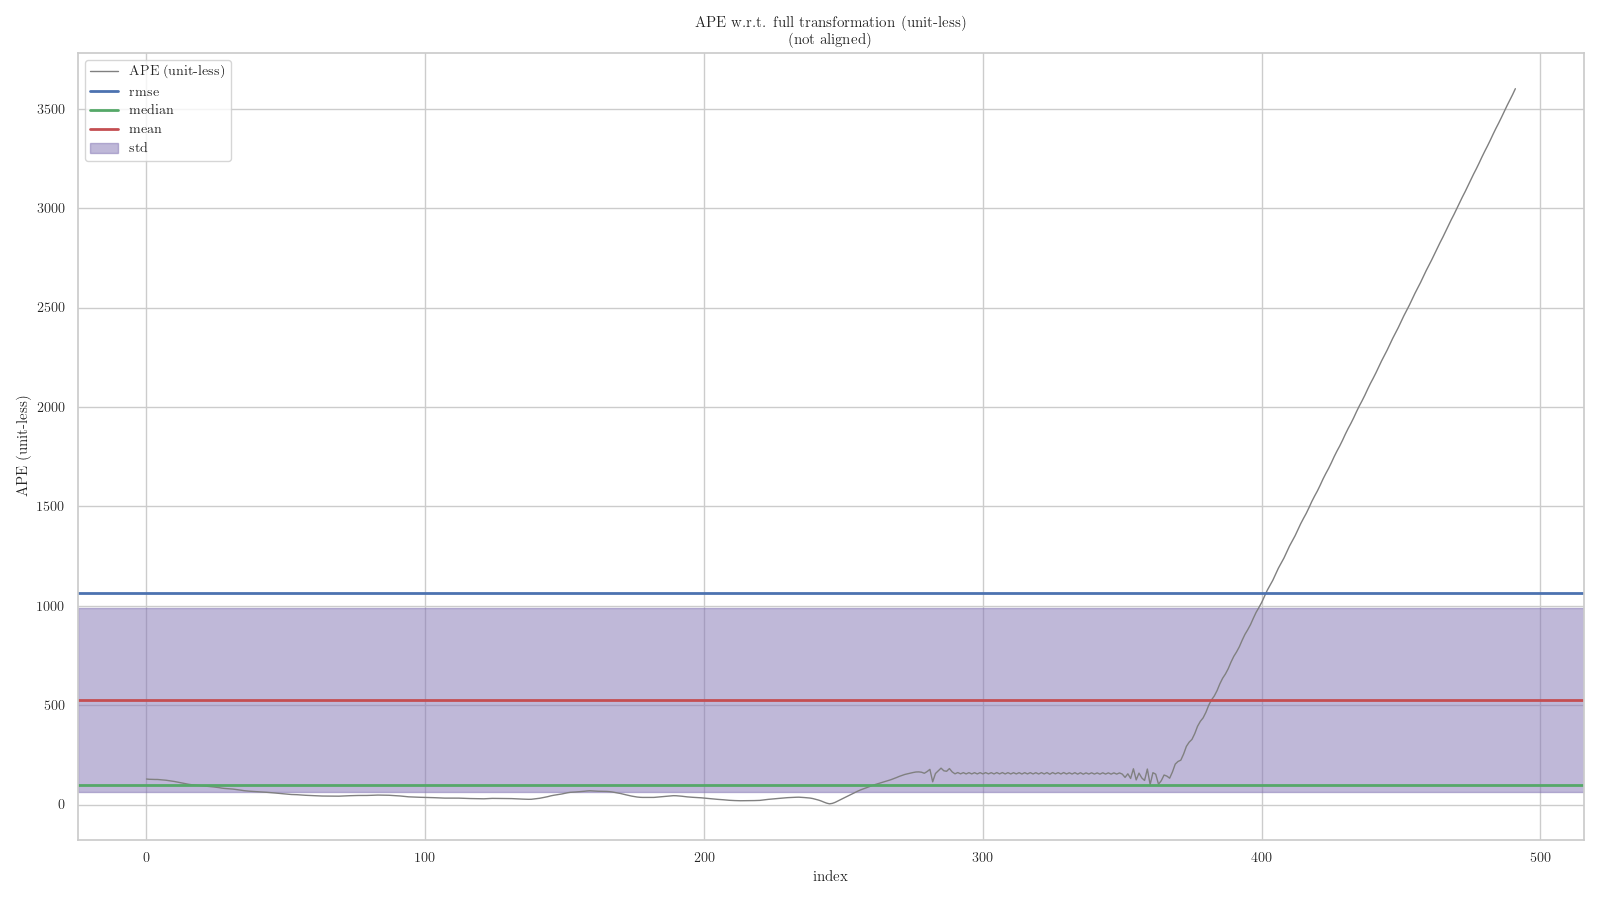 APE w.r.t. full transformation (unit-less)
(not aligned)
APE (unit-less)
rmse
median
mean
std
3500
3000
2500
2000
1500
1000
500
0
APE (unit-less)
0 100 200 300 400 500
index